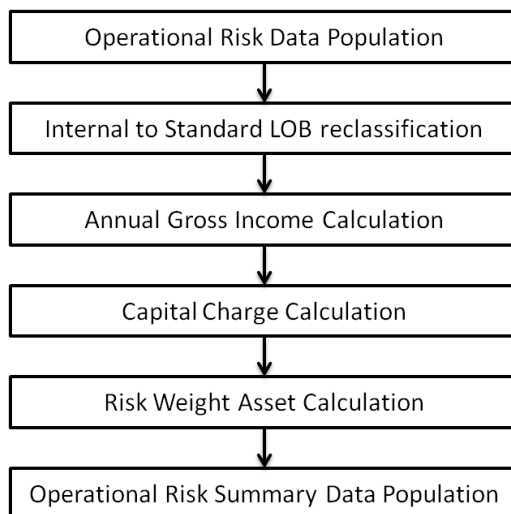 Operational Risk Data Population
Internal to Standard LOB reclassification
Annual Gross Income Calculation
Capital Charge Calculation
Risk Weight Asset Calculation
Operational Risk Summary Data Population